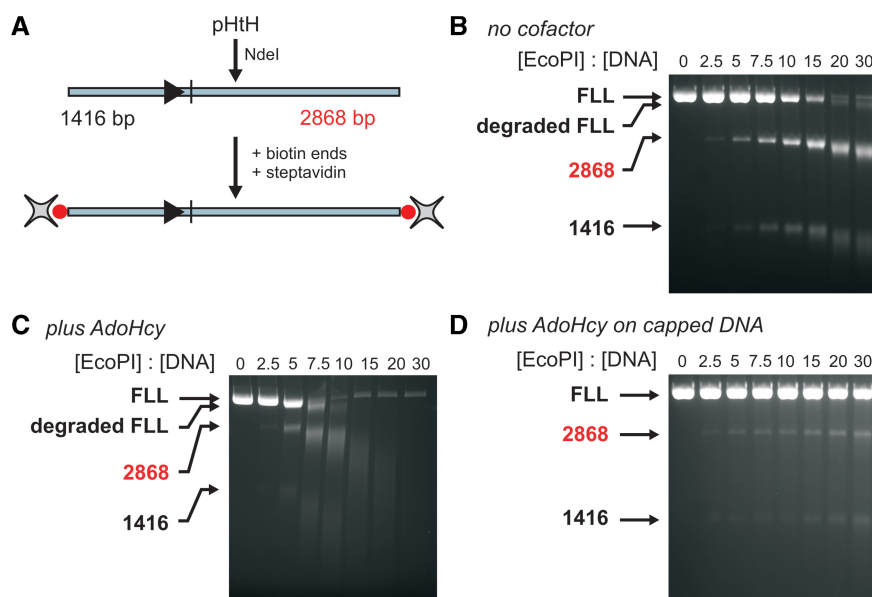 A
pHtH
NdeI
1416 bp
2868 bp
+ biotin ends
+ steptavidin
B no cofactor
[EcoPI] : [DNA] 0 2.5 5 7.5 10 15 20 30
FLL
degraded FLL
2868
1416
C plus AdoHcy
[EcoPI] : [DNA]
0 2.5 5 7.5 10 15 20 30
FLL
degraded FLL
2868
1416
D plus AdoHcy on capped DNA
[EcoPI] : [DNA] 0 2.5 5 7.5 10 15 20 30
FLL
2868
1416